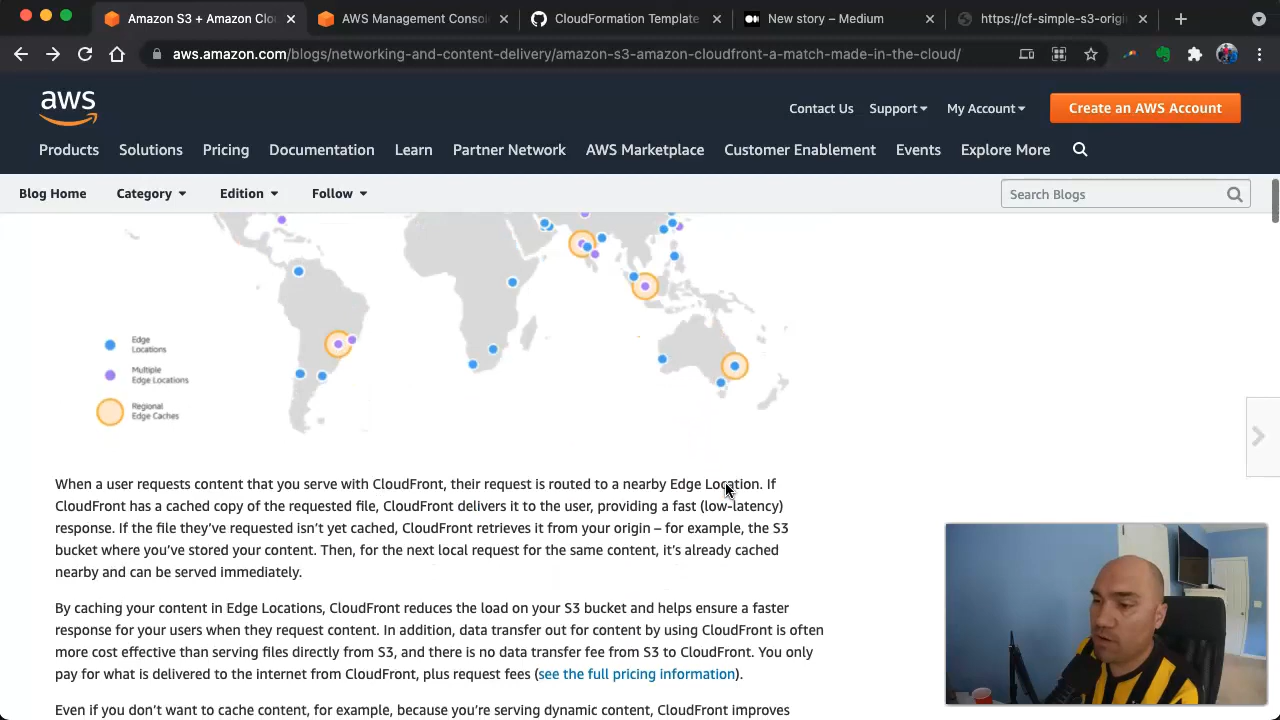 Amazon S3 + Amazon Clo
AWS Management Conso
CloudFormation Template
New story – Medium
https://cf-simple-s3-origi
aws.amazon.com/blogs/networking-and-content-delivery/amazon-s3-amazon-cloudfront-a-match-made-in-the-cloud/
aws
Contact Us
Support
My Account
Create an AWS Account
Products
Solutions
Pricing
Documentation
Learn
Partner Network
AWS Marketplace
Customer Enablement
Events
Explore More
Blog Home
Category
Edition
Follow
Search Blogs
Edge
Locations
Multiple
Edge Locations
Regional
Edge Caches
When a user requests content that you serve with CloudFront, their request is routed to a nearby Edge Location. If
CloudFront has a cached copy of the requested file, CloudFront delivers it to the user, providing a fast (low-latency)
response. If the file they’ve requested isn’t yet cached, CloudFront retrieves it from your origin – for example, the S3
bucket where you’ve stored your content. Then, for the next local request for the same content, it’s already cached
nearby and can be served immediately.
By caching your content in Edge Locations, CloudFront reduces the load on your S3 bucket and helps ensure a faster
response for your users when they request content. In addition, data transfer out for content by using CloudFront is often
more cost effective than serving files directly from S3, and there is no data transfer fee from S3 to CloudFront. You only
pay for what is delivered to the internet from CloudFront, plus request fees (see the full pricing information).
Even if you don’t want to cache content, for example, because you’re serving dynamic content, CloudFront improves